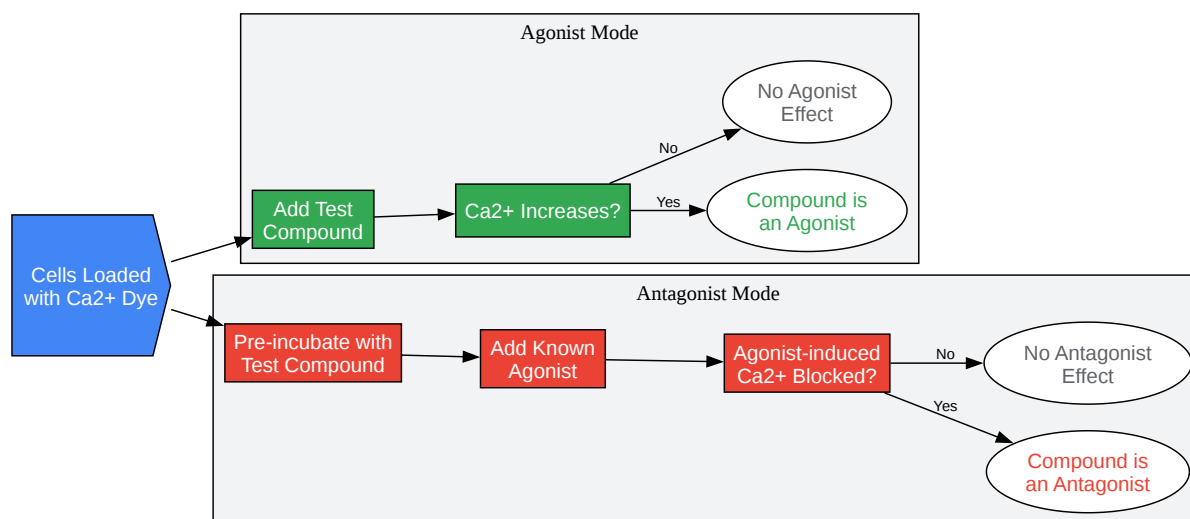 Agonist Mode
No Agonist
Effect
No
Add Test
Compound
Ca2+ Increases?
Yes
Compound is
an Agonist
Cells Loaded
with Ca2+ Dye
Antagonist Mode
Pre-incubate with
Test Compound
Add Known
Agonist
Agonist-induced
Ca2+ Blocked?
No
No Antagonist
Effect
Yes
Compound is
an Antagonist